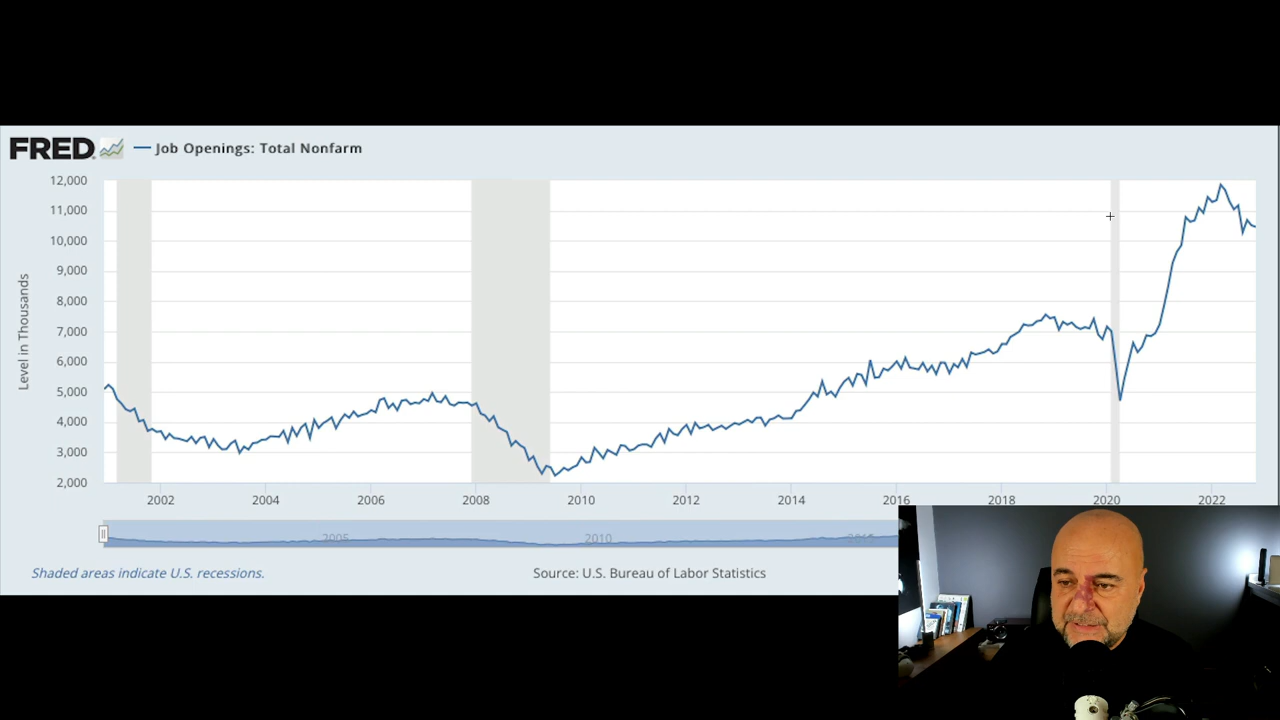 FRED
Job Openings: Total Nonfarm
12,000
11,000
10,000
9,000
8,000
7,000
6,000
5,000
4,000
3,000
2,000
Level in Thousands
2002 2004 2006 2008 2010 2012 2014 2016 2018 2020 2022
2005 2010
Shaded areas indicate U.S. recessions.
Source: U.S. Bureau of Labor Statistics